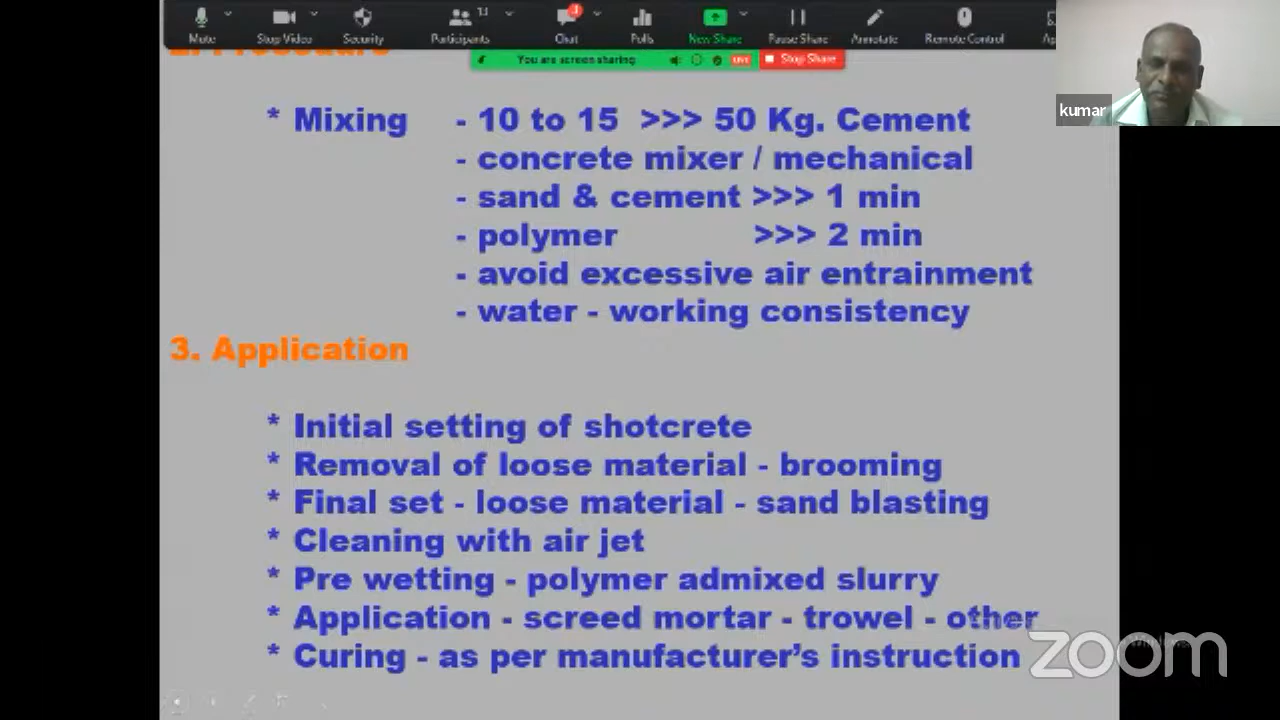 Mute
Stop Video
Security
Participants
11
Chat
Polls
New Share
Pause Share
Annotate
Remote Control
You are screen sharing
LIVE
Stop Share
kumar
* Mixing - 10 to 15 >>> 50 Kg. Cement
- concrete mixer / mechanical
- sand & cement >>> 1 min
- polymer >>> 2 min
- avoid excessive air entrainment
- water - working consistency
3. Application
* Initial setting of shotcrete
* Removal of loose material - brooming
* Final set - loose material - sand blasting
* Cleaning with air jet
* Pre wetting - polymer admixed slurry
* Application - screed mortar - trowel - other
* Curing - as per manufacturer's instruction
zoom